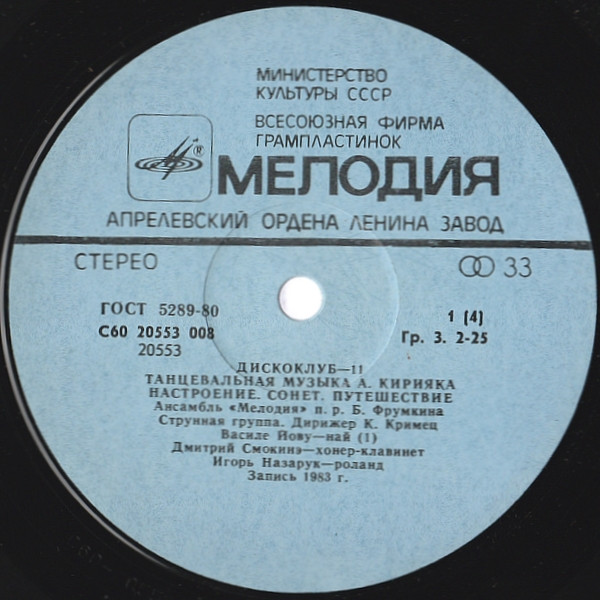 МИНИСТЕРСТВО
КУЛЬТУРЫ СССР
ВСЕСОЮЗНАЯ ФИРМА
ГРАМПЛАСТИНОК
®
МЕЛОДИЯ
АПРЕЛЕВСКИЙ ОРДЕНА ЛЕНИНА ЗАВОД
СТЕРЕО
33
ГОСТ 5289-80
С60 20553 008
20553
1 (4)
Гр. 3. 2-25
ДИСКОКЛУБ—11
ТАНЦЕВАЛЬНАЯ МУЗЫКА А. КИРИЯКА
НАСТРОЕНИЕ. СОНЕТ. ПУТЕШЕСТВИЕ
Ансамбль «Мелодия» п. р. Б. Фрумкина
Струнная группа. Дирижер К. Кримец
Василе Йову—най (1)
Дмитрий Смокинэ—хонер-клавинет
Игорь Назарук—роланд
Запись 1983 г.